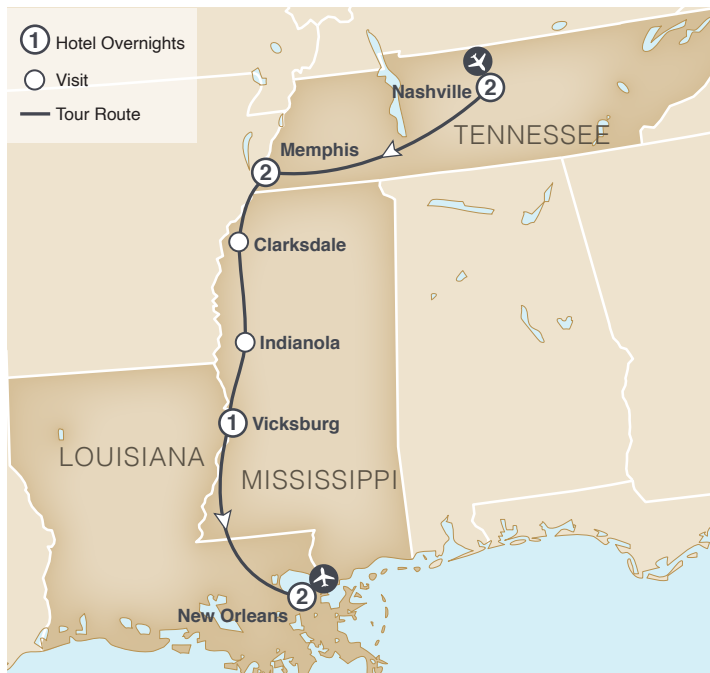 1 Hotel Overnights
Visit
Tour Route
Nashville 2
TENNESSEE
Memphis
2
Clarksdale
Indianola
1 Vicksburg
LOUISIANA
MISSISSIPPI
2
New Orleans